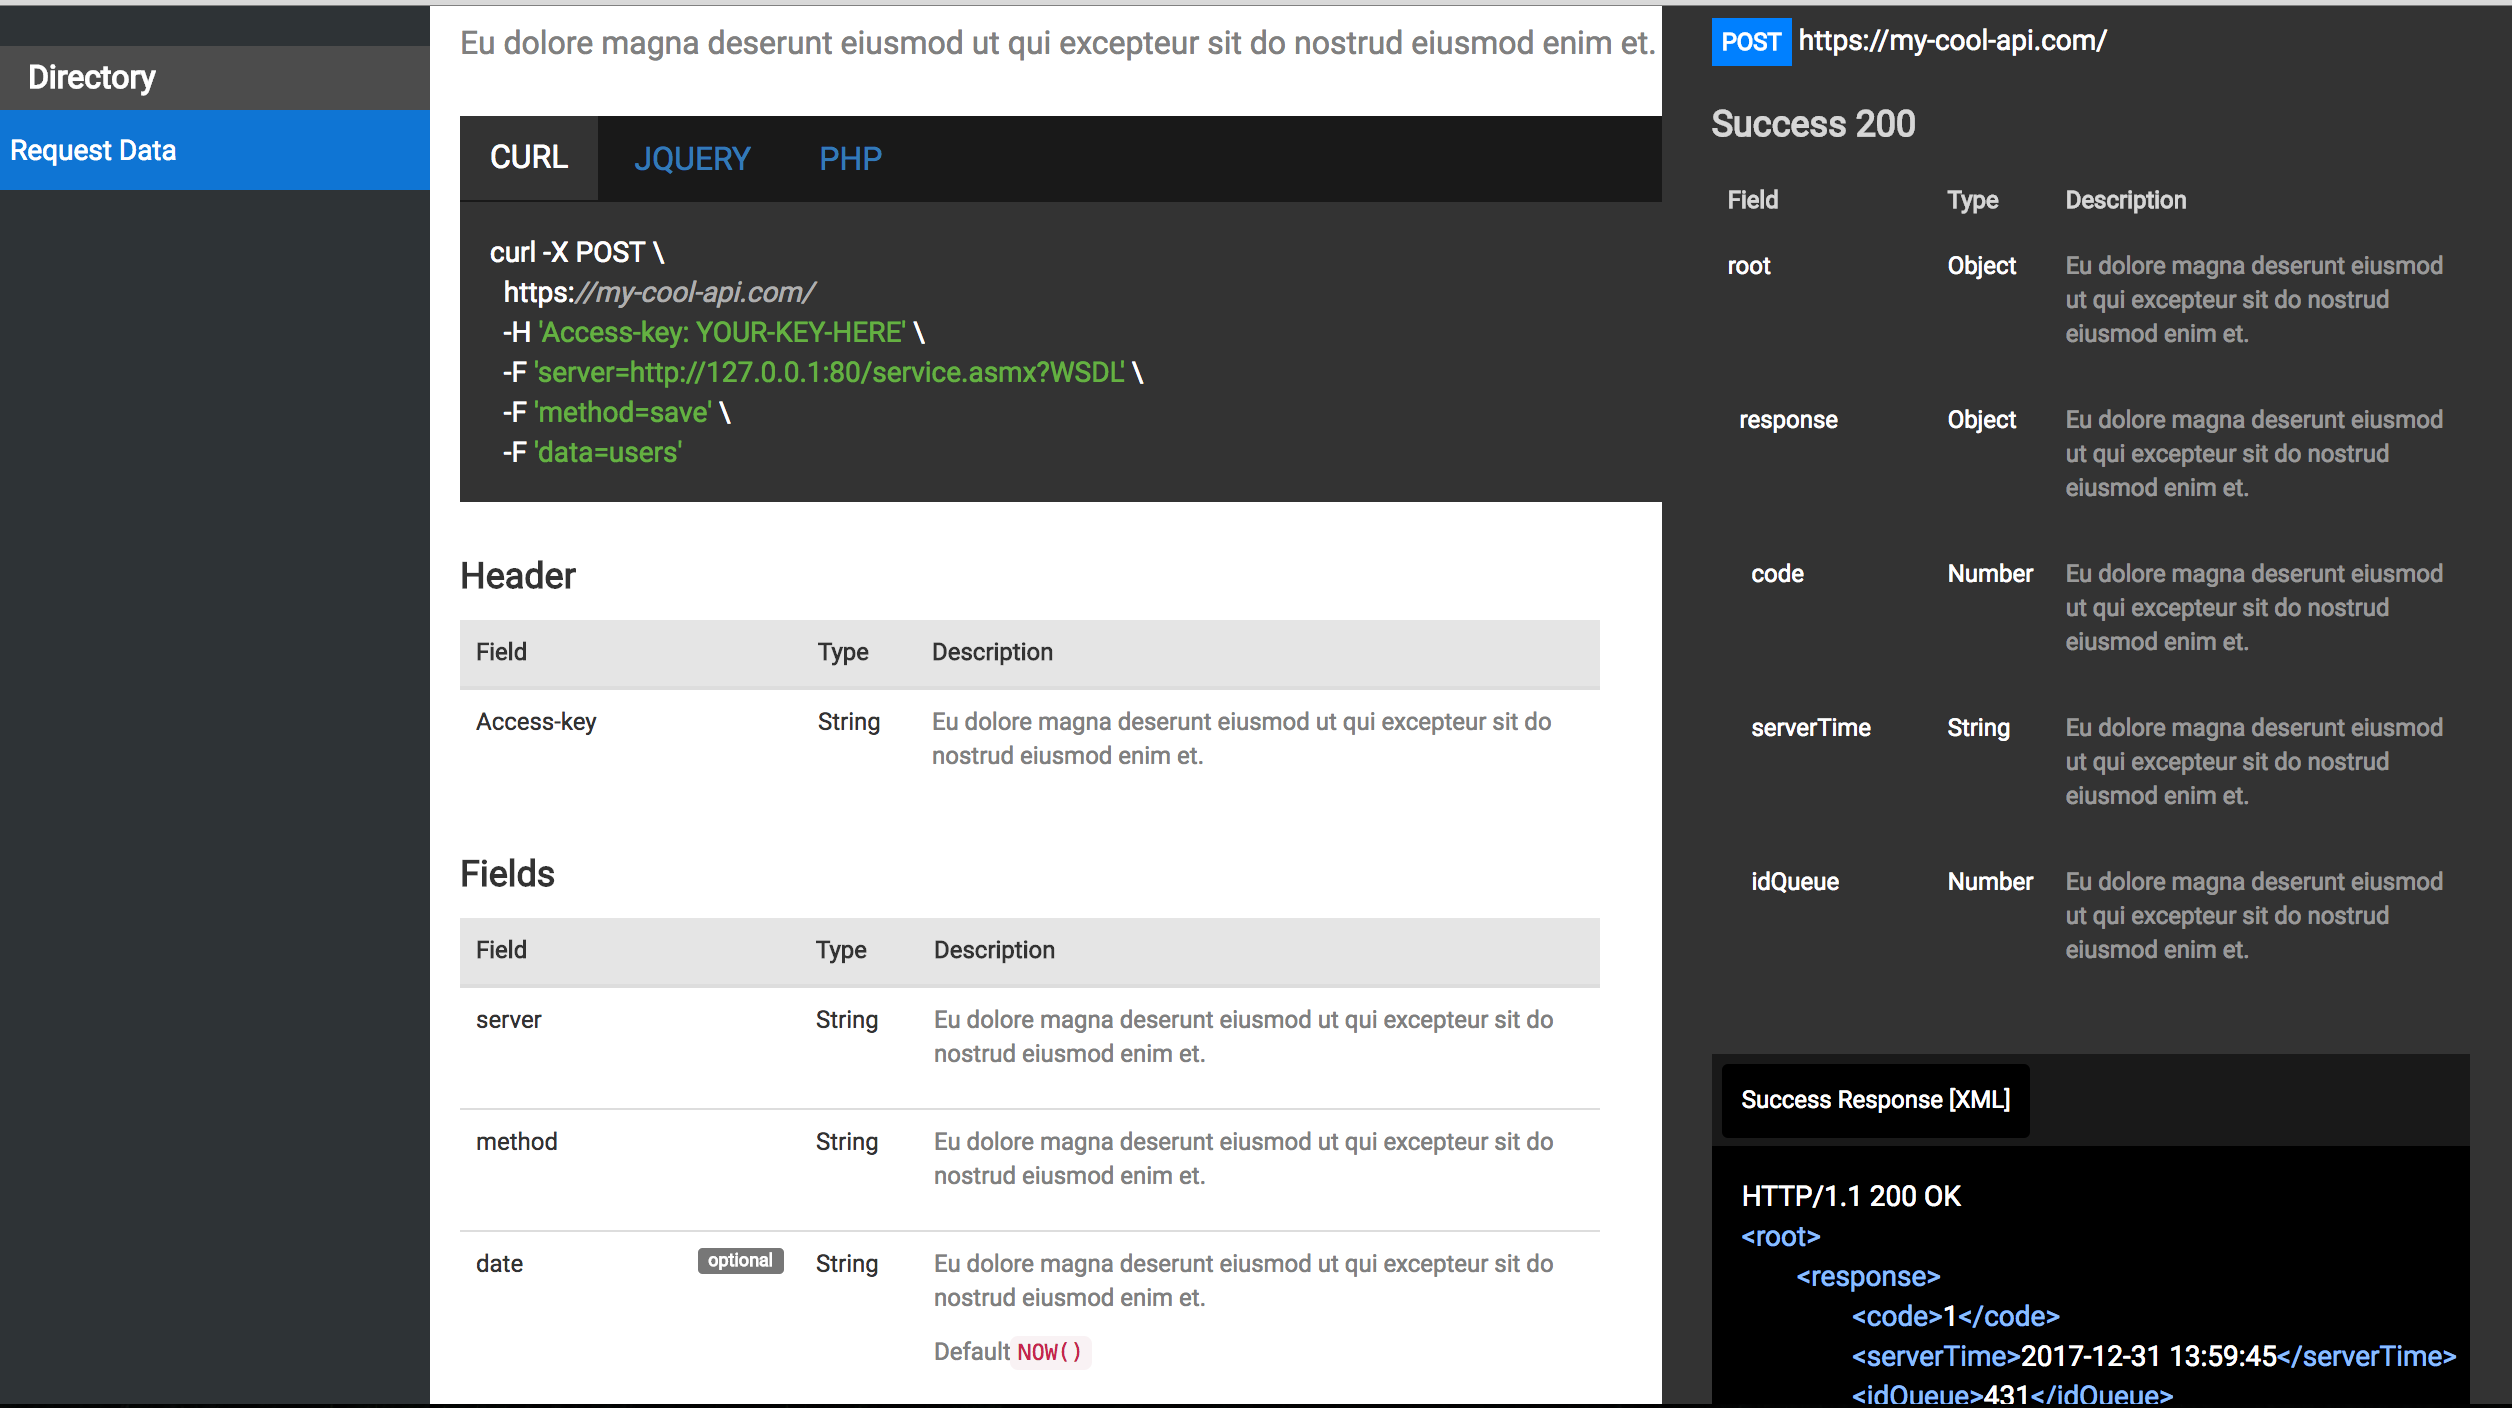 Directory
Request Data
Eu dolore magna deserunt eiusmod ut qui excepteur sit do nostrud eiusmod enim et.
CURL JQUERY PHP
curl -X POST \
https://my-cool-api.com/
-H 'Access-key: YOUR-KEY-HERE' \
-F 'server=http://127.0.0.1:80/service.asmx?WSDL' \
-F 'method=save' \
-F 'data=users'
Header
Field Type Description
Access-key String Eu dolore magna deserunt eiusmod ut qui excepteur sit do
nostrud eiusmod enim et.
Fields
Field Type Description
server String Eu dolore magna deserunt eiusmod ut qui excepteur sit do
nostrud eiusmod enim et.
method String Eu dolore magna deserunt eiusmod ut qui excepteur sit do
nostrud eiusmod enim et.
date optional String Eu dolore magna deserunt eiusmod ut qui excepteur sit do
nostrud eiusmod enim et.
Default NOW()
POST https://my-cool-api.com/
Success 200
Field Type Description
root Object Eu dolore magna deserunt eiusmod
ut qui excepteur sit do nostrud
eiusmod enim et.
response Object Eu dolore magna deserunt eiusmod
ut qui excepteur sit do nostrud
eiusmod enim et.
code Number Eu dolore magna deserunt eiusmod
ut qui excepteur sit do nostrud
eiusmod enim et.
serverTime String Eu dolore magna deserunt eiusmod
ut qui excepteur sit do nostrud
eiusmod enim et.
idQueue Number Eu dolore magna deserunt eiusmod
ut qui excepteur sit do nostrud
eiusmod enim et.
Success Response [XML]
HTTP/1.1 200 OK
<root>
<response>
<code>1</code>
<serverTime>2017-12-31 13:59:45</serverTime>
<idQueue>431</idQueue>